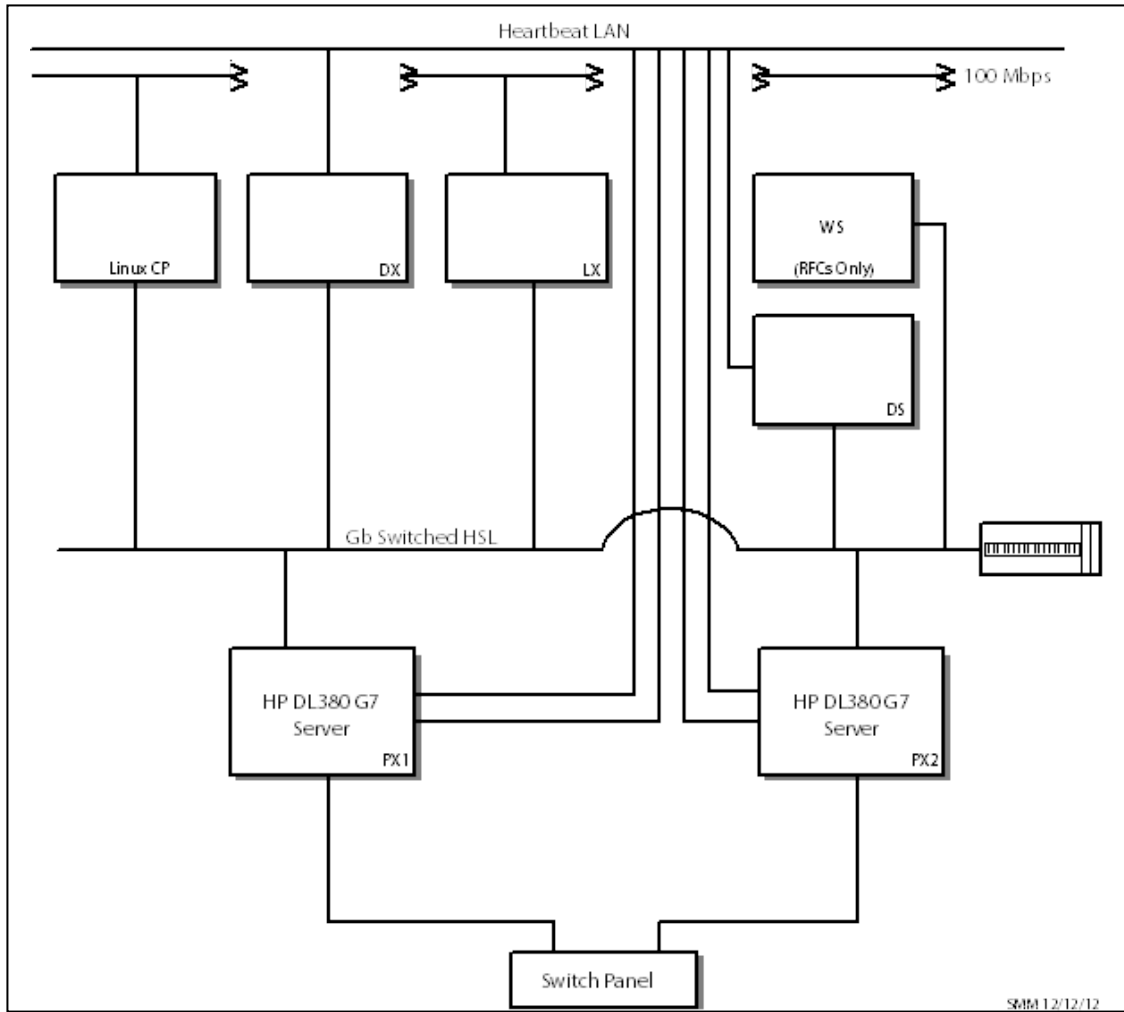 Heartbeat LAN
100 Mbps
Linux CP
DX
LX
WS
(RFCs Only)
DS
Gb Switched HSL
HP DL380 G7
Server
PX1
HP DL380 G7
Server
PX2
Switch Panel
SMM 12/12/12